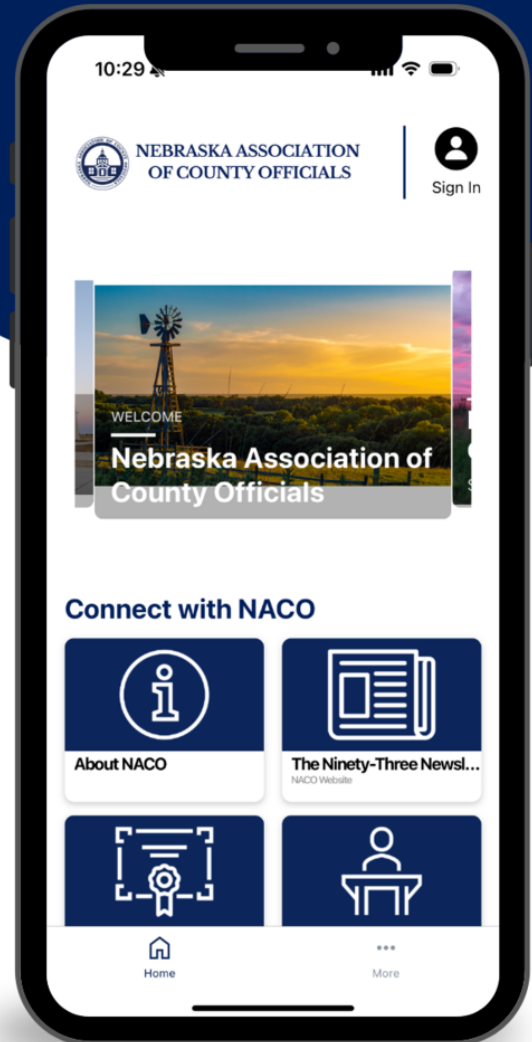 10:29
NEBRASKA ASSOCIATION
OF COUNTY OFFICIALS
Sign In
WELCOME
Nebraska Association of
County Officials
Connect with NACO
About NACO
The Ninety-Three Newsl...
NACO Website
Home
More